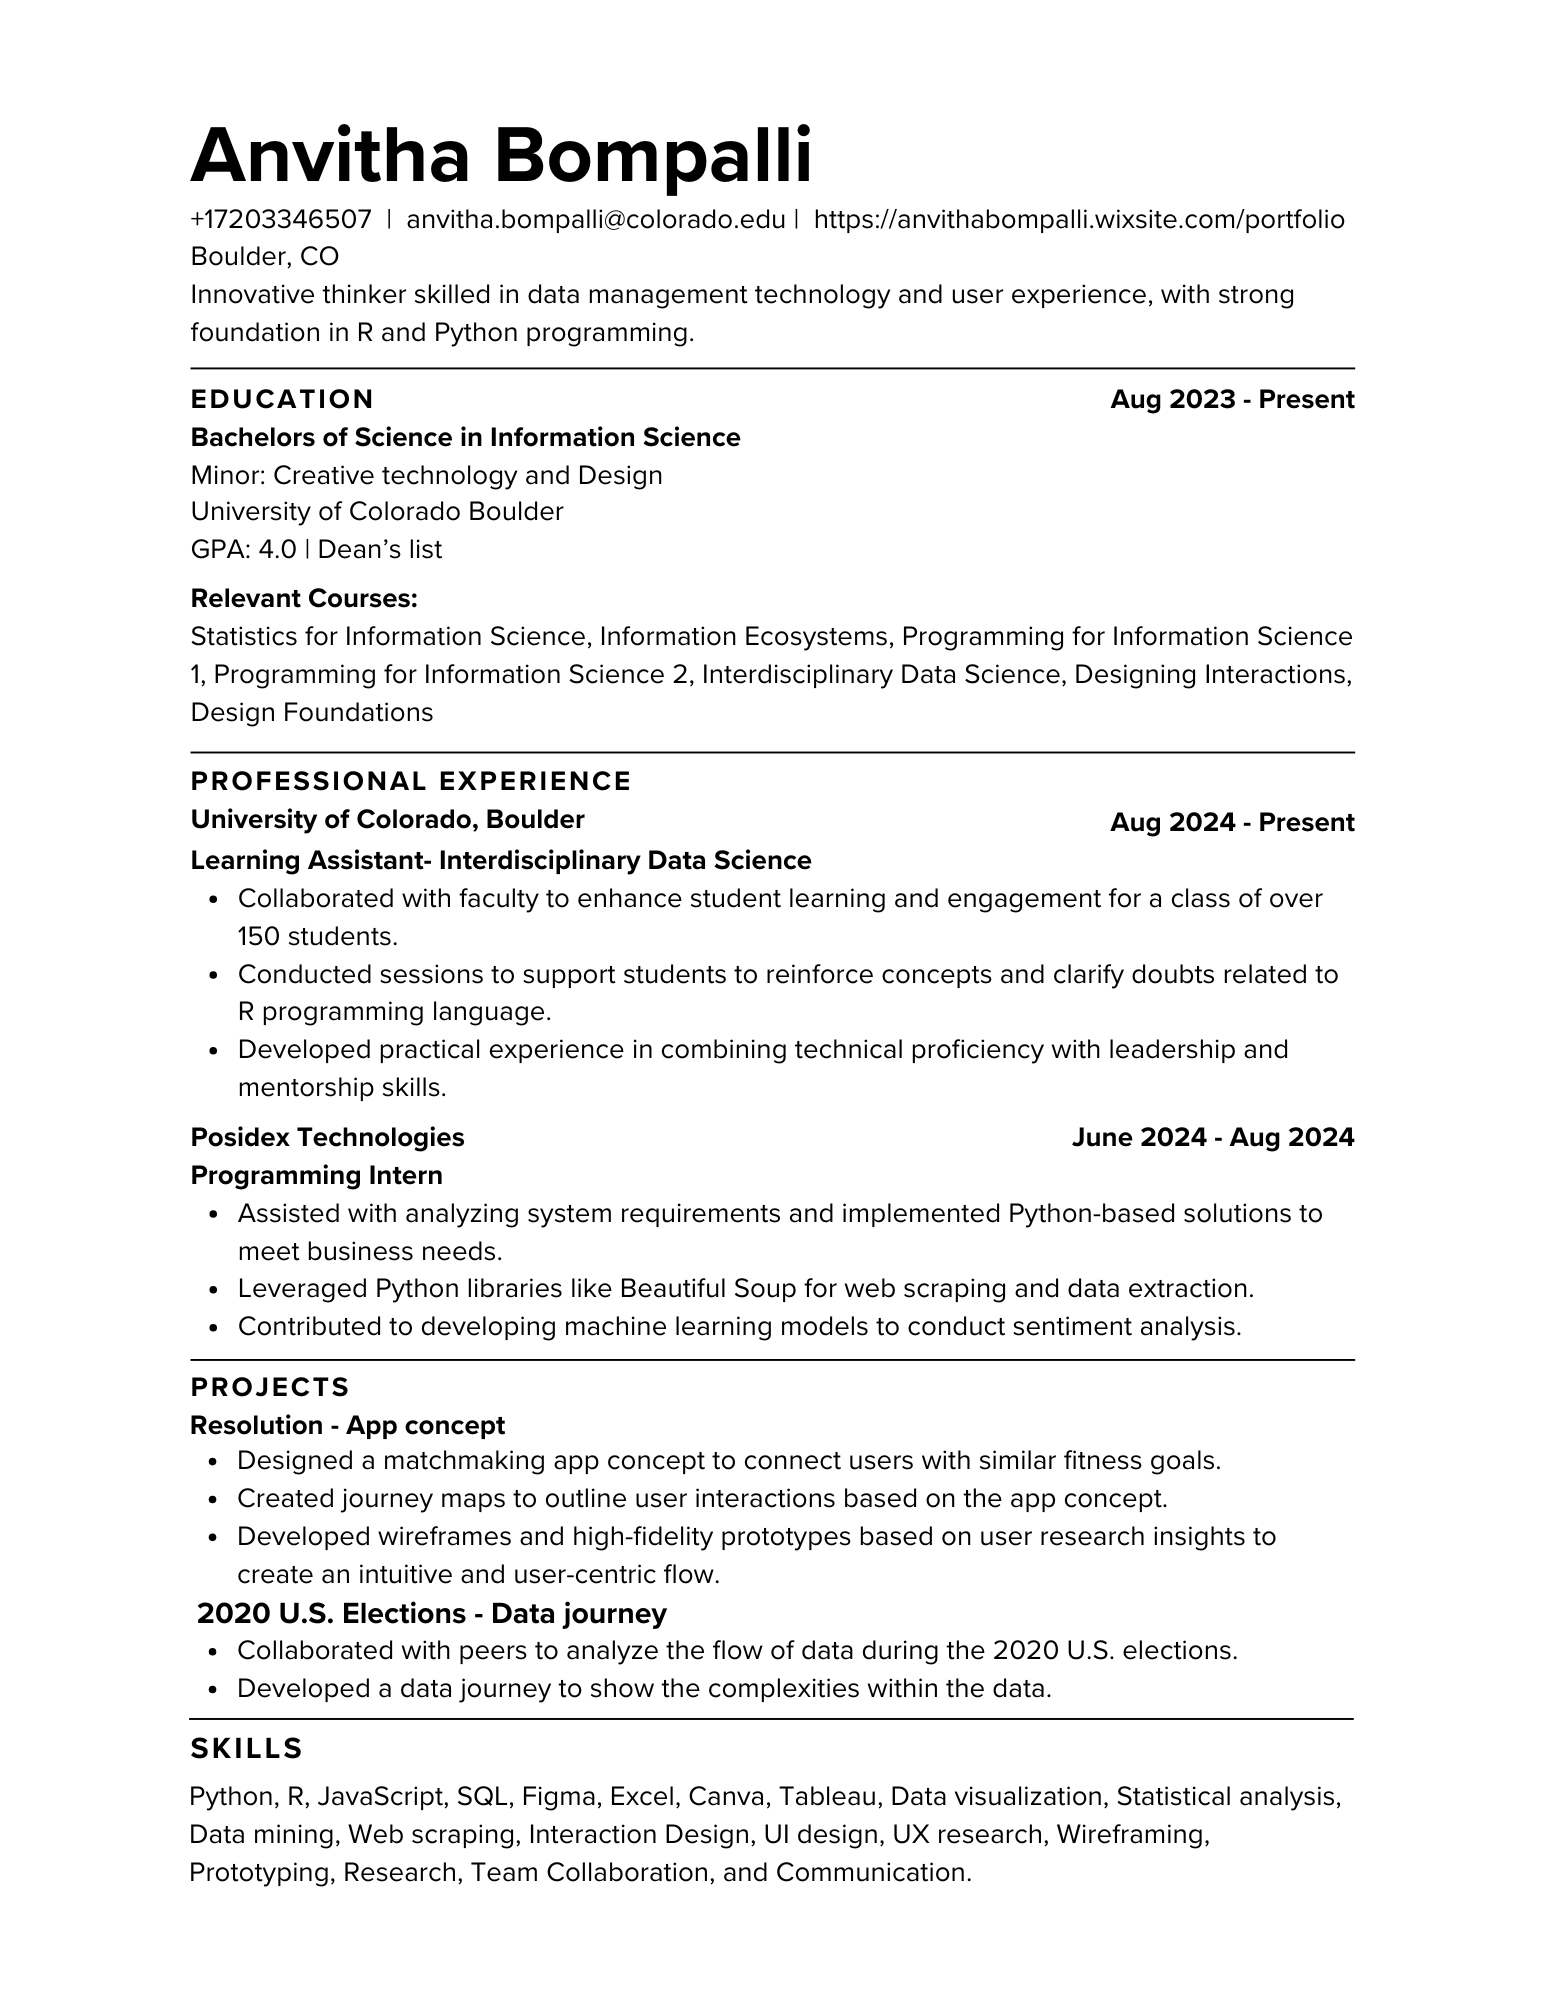 Anvitha Bompalli
+17203346507 | anvitha.bompalli@colorado.edu | https://anvithabompalli.wixsite.com/portfolio
Boulder, CO
Innovative thinker skilled in data management technology and user experience, with strong
foundation in R and Python programming.
EDUCATION Aug 2023 - Present
Bachelors of Science in Information Science
Minor: Creative technology and Design
University of Colorado Boulder
GPA: 4.0 | Dean’s list
Relevant Courses:
Statistics for Information Science, Information Ecosystems, Programming for Information Science
1, Programming for Information Science 2, Interdisciplinary Data Science, Designing Interactions,
Design Foundations
PROFESSIONAL EXPERIENCE
University of Colorado, Boulder Aug 2024 - Present
Learning Assistant- Interdisciplinary Data Science
• Collaborated with faculty to enhance student learning and engagement for a class of over
150 students.
• Conducted sessions to support students to reinforce concepts and clarify doubts related to
R programming language.
• Developed practical experience in combining technical proficiency with leadership and
mentorship skills.
Posidex Technologies June 2024 - Aug 2024
Programming Intern
• Assisted with analyzing system requirements and implemented Python-based solutions to
meet business needs.
• Leveraged Python libraries like Beautiful Soup for web scraping and data extraction.
• Contributed to developing machine learning models to conduct sentiment analysis.
PROJECTS
Resolution - App concept
• Designed a matchmaking app concept to connect users with similar fitness goals.
• Created journey maps to outline user interactions based on the app concept.
• Developed wireframes and high-fidelity prototypes based on user research insights to
create an intuitive and user-centric flow.
2020 U.S. Elections - Data journey
• Collaborated with peers to analyze the flow of data during the 2020 U.S. elections.
• Developed a data journey to show the complexities within the data.
SKILLS
Python, R, JavaScript, SQL, Figma, Excel, Canva, Tableau, Data visualization, Statistical analysis,
Data mining, Web scraping, Interaction Design, UI design, UX research, Wireframing,
Prototyping, Research, Team Collaboration, and Communication.